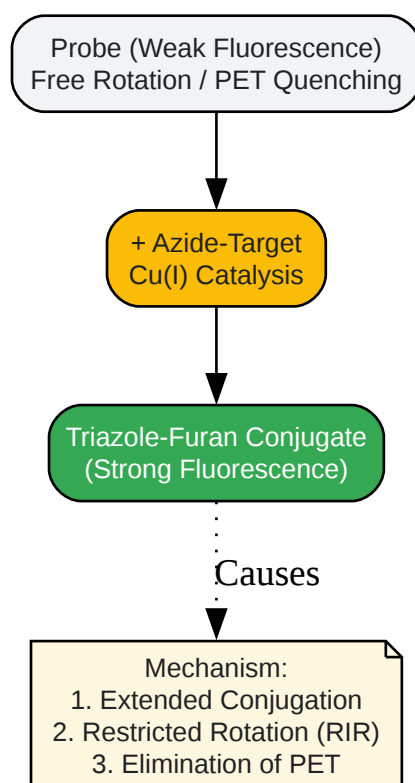 Probe (Weak Fluorescence)
Free Rotation / PET Quenching
+ Azide-Target
Cu(I) Catalysis
Triazole-Furan Conjugate
(Strong Fluorescence)
Causes
Mechanism:
1. Extended Conjugation
2. Restricted Rotation (RIR)
3. Elimination of PET